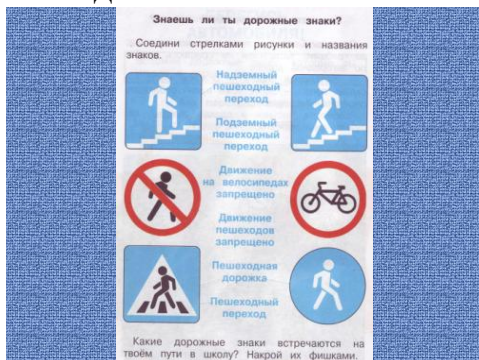 Знаешь ли ты дорожные знаки?
Соедини стрелками рисунки и названия
знаков.
Надземный
пешеходный
переход
Подземный
пешеходный
переход
Движение
на велосипедах
запрещено
Движение
пешеходов
запрещено
Пешеходная
дорожка
Пешеходный
переход
Какие дорожные знаки встречаются на
твоём пути в школу? Накрой их фишками.